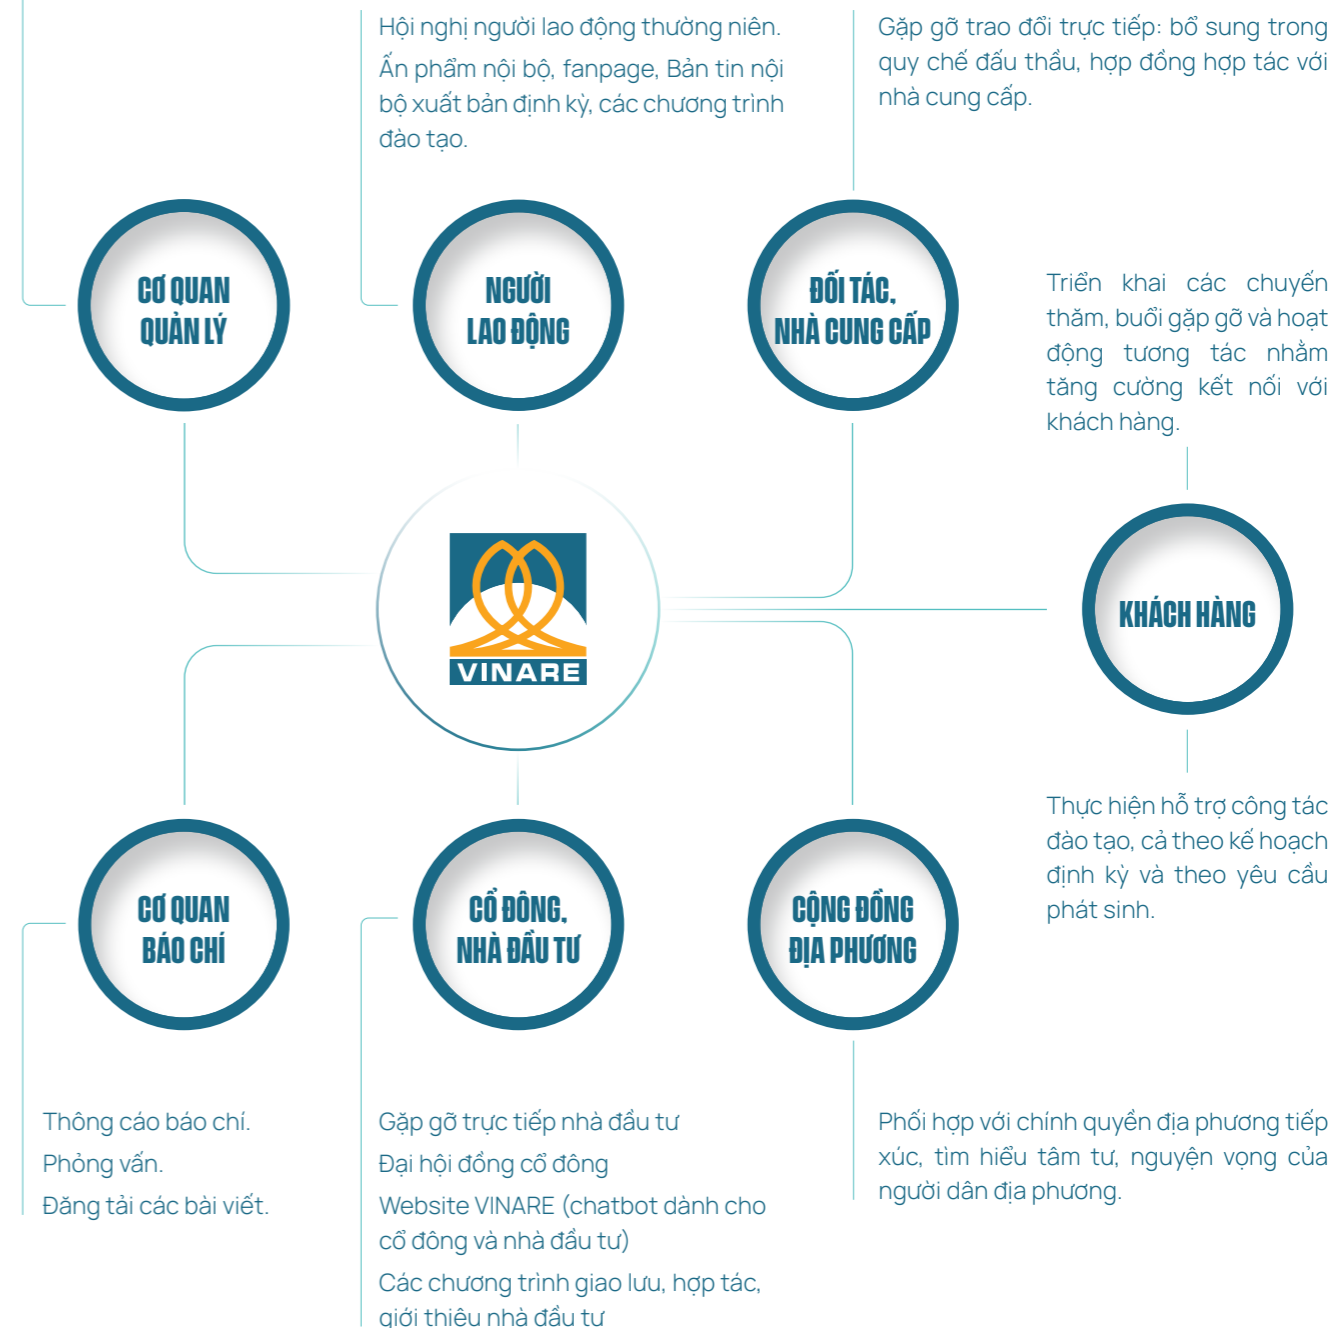 Hội nghị người lao động thường niên.
Ấn phẩm nội bộ, fanpage, Bản tin nội
bộ xuất bản định kỳ, các chương trình
đào tạo.
Gặp gỡ trao đổi trực tiếp: bổ sung trong
quy chế đấu thầu, hợp đồng hợp tác với
nhà cung cấp.
CƠ QUAN
QUẢN LÝ
NGƯỜI
LAO ĐỘNG
ĐỐI TÁC,
NHÀ CUNG CẤP
Triển khai các chuyến
thăm, buổi gặp gỡ và hoạt
động tương tác nhằm
tăng cường kết nối với
khách hàng.
VINARE
KHÁCH HÀNG
Thực hiện hỗ trợ công tác
đào tạo, cả theo kế hoạch
định kỳ và theo yêu cầu
phát sinh.
CƠ QUAN
BÁO CHÍ
CỔ ĐÔNG,
NHÀ ĐẦU TƯ
CỘNG ĐỒNG
ĐỊA PHƯƠNG
Thông cáo báo chí.
Phỏng vấn.
Đăng tải các bài viết.
Gặp gỡ trực tiếp nhà đầu tư
Đại hội đồng cổ đông
Website VINARE (chatbot dành cho
cổ đông và nhà đầu tư)
Các chương trình giao lưu, hợp tác,
giới thiệu nhà đầu tư
Phối hợp với chính quyền địa phương tiếp
xúc, tìm hiểu tâm tư, nguyện vọng của
người dân địa phương.